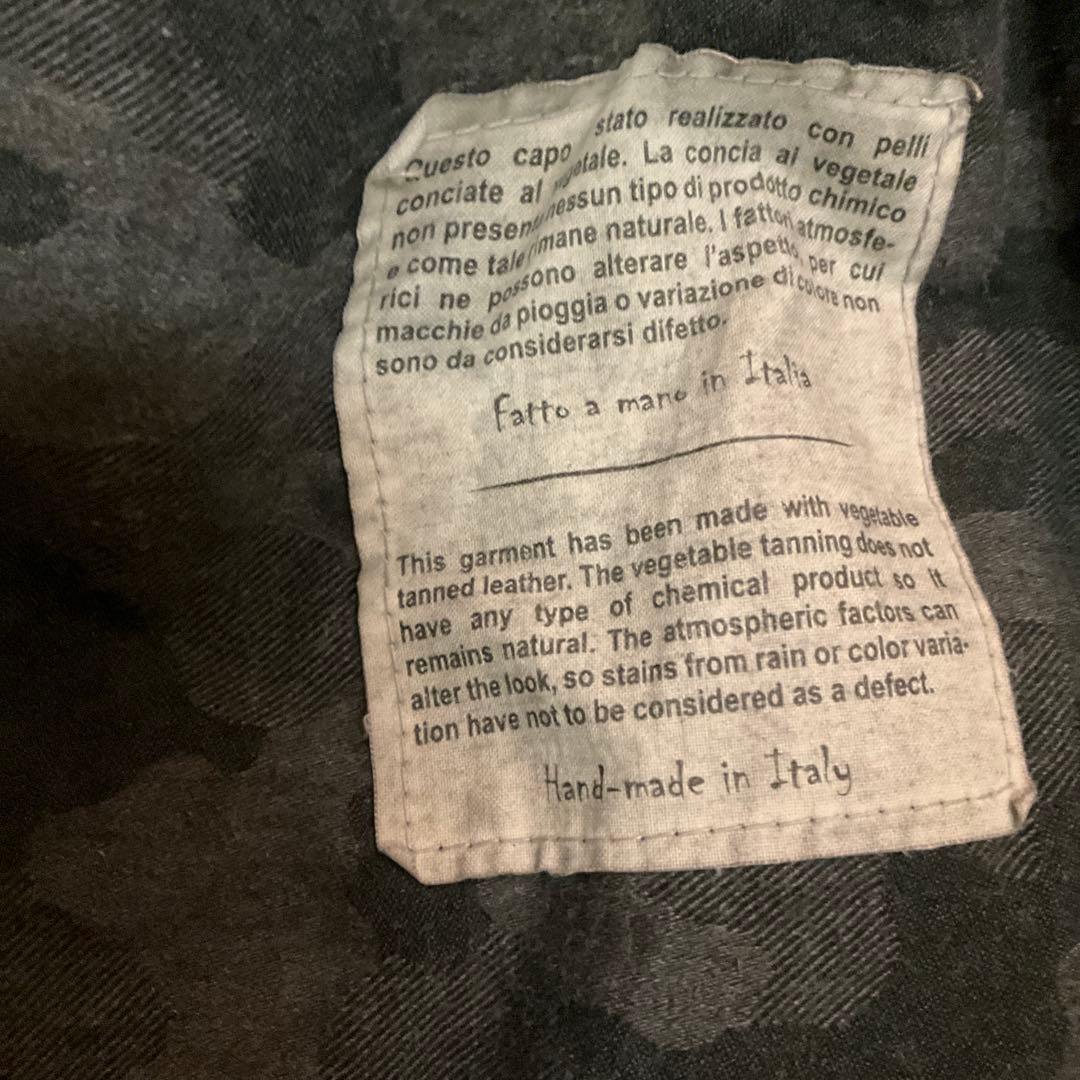 Questo capo stato realizzato con pelli
conciate al vegetale. La concia al vegetale
non presen nessun tipo di prodotto chimico
e come tale rimane naturale. I fattori atmosfe-
rici ne possono alterare l'aspetto, per cui
macchie da pioggia o variazione di colore non
sono da considerarsi difetto.
Fatto a mano in Italia
This garment has been made with vegetable
tanned leather. The vegetable tanning does not
have any type of chemical product so it
remains natural. The atmospheric factors can
alter the look, so stains from rain or color varia-
tion have not to be considered as a defect.
Hand-made in Italy